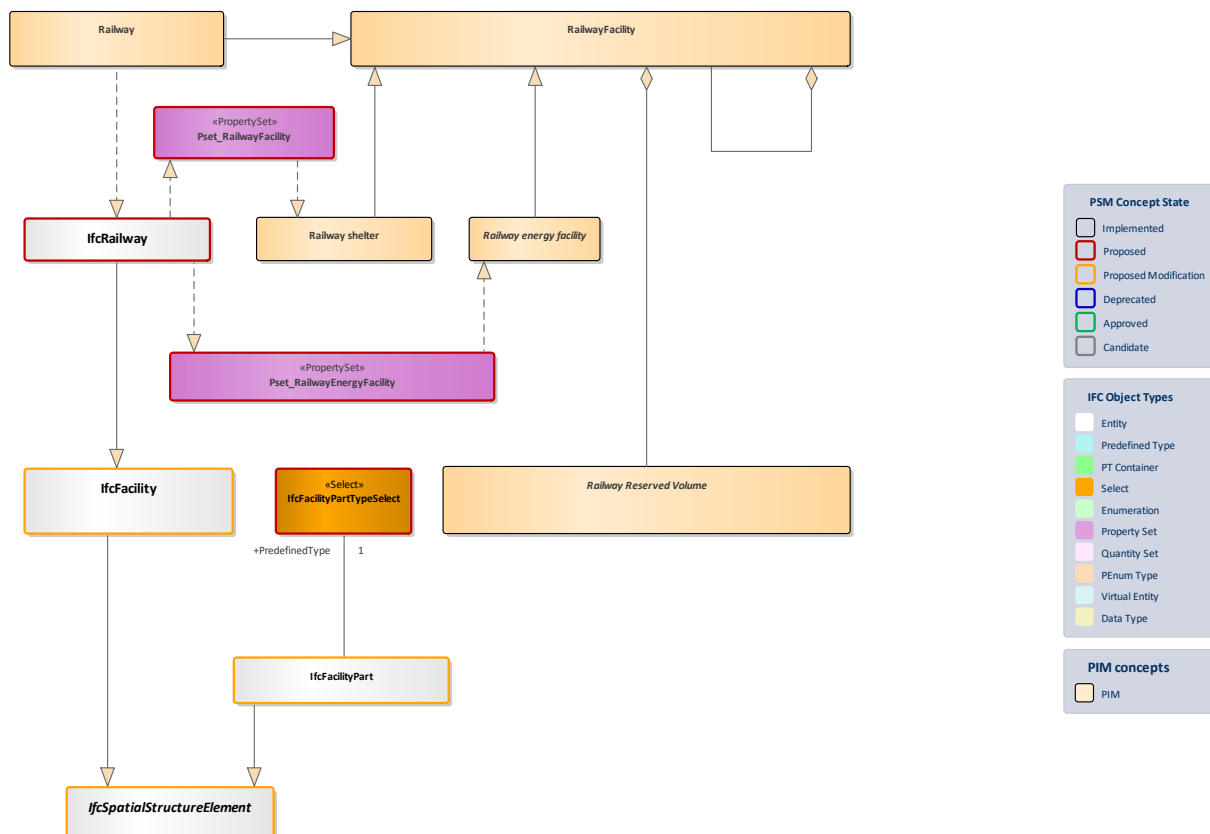 Railway
RailwayFacility
«PropertySet»
Pset_RailwayFacility
IfcRailway
Railway shelter
Railway energy facility
«PropertySet»
Pset_RailwayEnergyFacility
IfcFacility
«Select»
IfcFacilityPartTypeSelect
Railway Reserved Volume
+PredefinedType 1
IfcFacilityPart
IfcSpatialStructureElement
PSM Concept State
Implemented
Proposed
Proposed Modification
Deprecated
Approved
Candidate
IFC Object Types
Entity
Predefined Type
PT Container
Select
Enumeration
Property Set
Quantity Set
PEnum Type
Virtual Entity
Data Type
PIM concepts
PIM